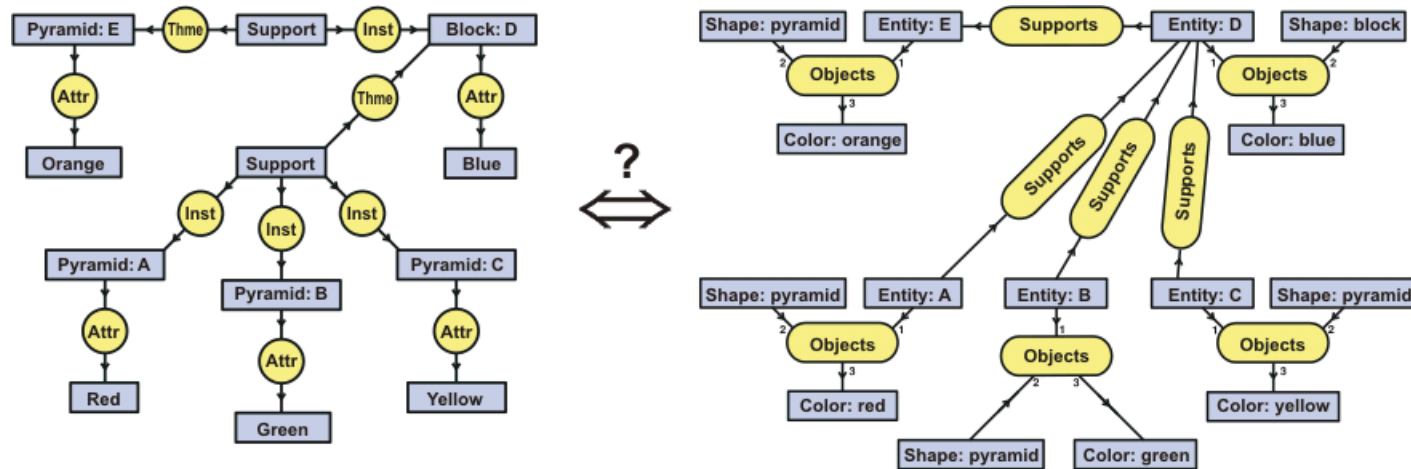 Pyramid: E
Thme
Support
Inst
Block: D
Attr
Thme
Attr
Orange
Support
Blue
Inst
Inst
Inst
Pyramid: A
Pyramid: B
Pyramid: C
Attr
Attr
Attr
Red
Green
Yellow
?
Shape: pyramid
Entity: E
Supports
Entity: D
Shape: block
2
1
1
2
Objects
Objects
3
3
Color: orange
Color: blue
Supports
Supports
Supports
Shape: pyramid
Entity: A
Entity: B
Entity: C
Shape: pyramid
2
1
1
1
2
Objects
Objects
Objects
3
2
3
3
Color: red
Color: yellow
Shape: pyramid
Color: green